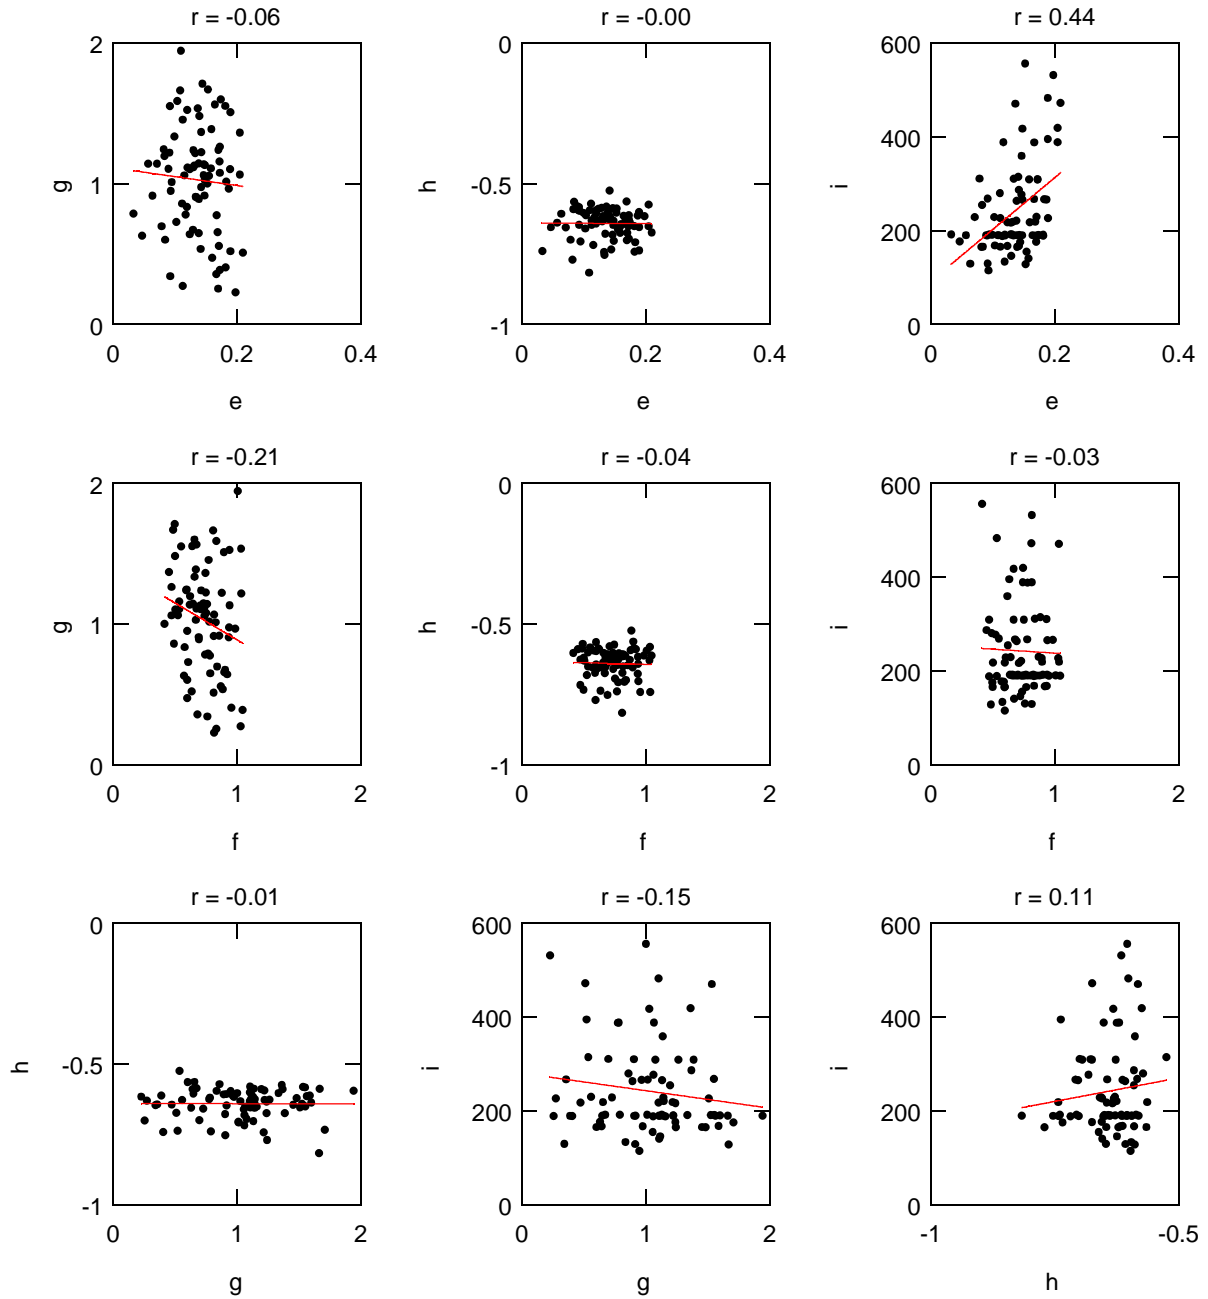 r = -0.06 r = -0.00 r = 0.44
2 0 600
400
g 1 h -0.5 i
200
0 -1 0
0 0.2 0.4 0 0.2 0.4 0 0.2 0.4
e e e
r = -0.21 r = -0.04 r = -0.03
2 0 600
400
g 1 h -0.5 i
200
0 -1 0
0 1 2 0 1 2 0 1 2
f f f
r = -0.01 r = -0.15 r = 0.11
0 600 600
400 400
h -0.5 i i
200 200
-1 0 0
0 1 2 0 1 2 -1 -0.5
g g h